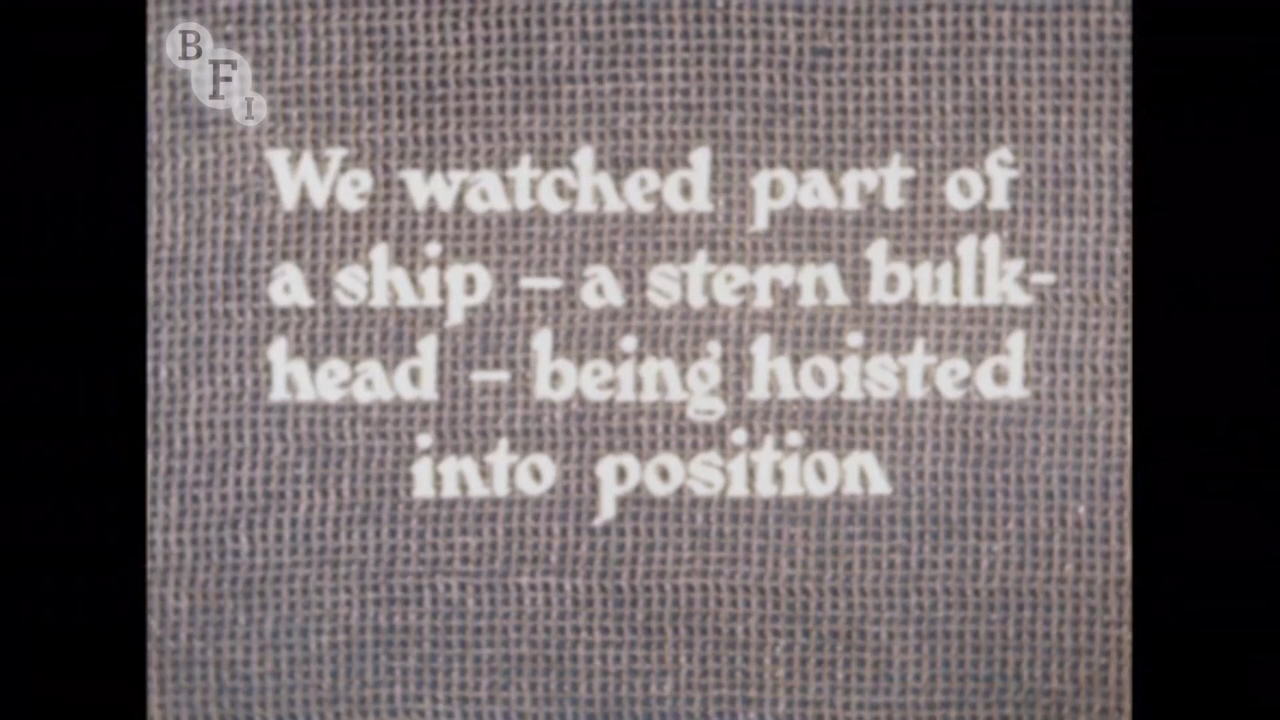 BFI
We watched part of
a ship – a stern bulk-
head – being hoisted
into position